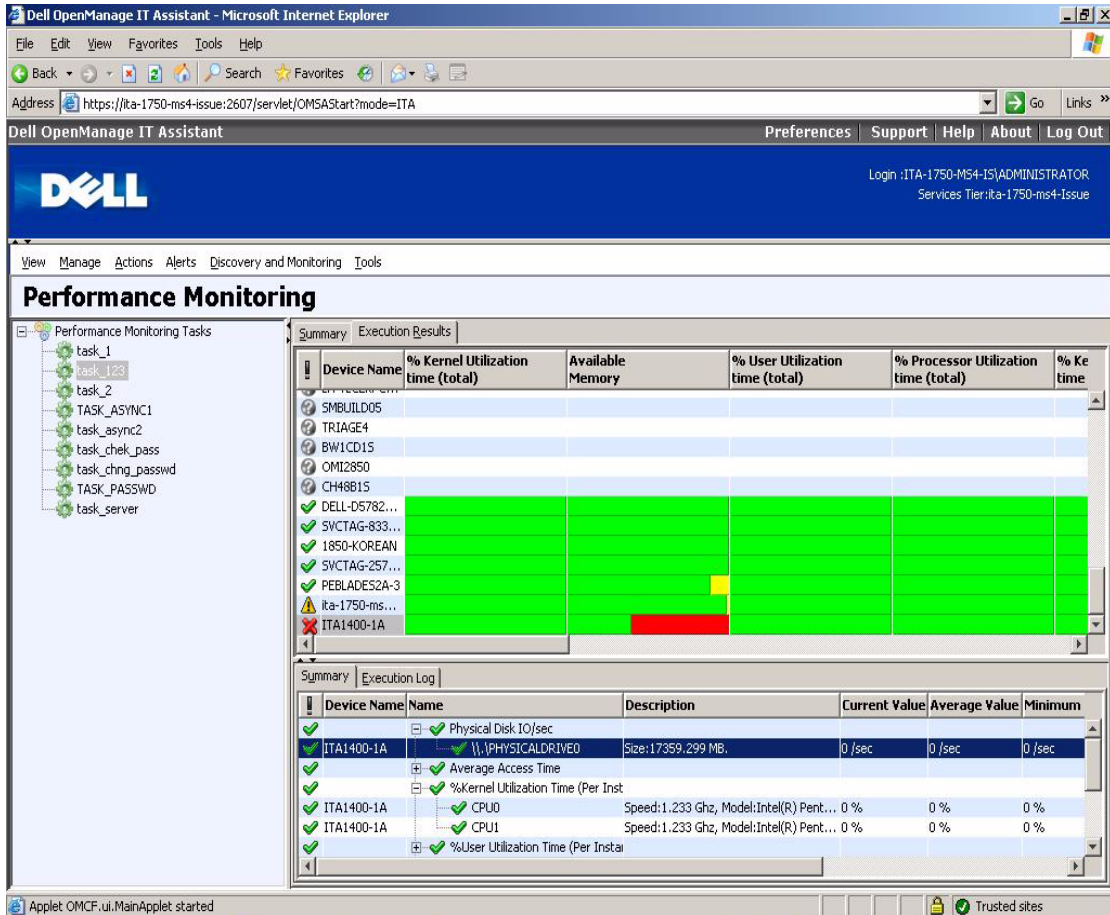 Dell OpenManage IT Assistant - Microsoft Internet Explorer
File Edit View Favorites Tools Help
Back Search Favorites
Address https://ita-1750-ms4-issue:2607/servlet/OMSAStart?mode=ITA Go Links »
Dell OpenManage IT Assistant Preferences Support Help About Log Out
DELL
Login :ITA-1750-MS4-IS\ADMINISTRATOR
Services Tier:ita-1750-ms4-Issue
View Manage Actions Alerts Discovery and Monitoring Tools
Performance Monitoring
Performance Monitoring Tasks
task_1
task_123
task_2
TASK_ASYNC1
task_async2
task_chek_pass
task_chng_passwd
TASK_PASSWD
task_server
Summary Execution Results
! Device Name % Kernel Utilization time (total) Available Memory % User Utilization time (total) % Processor Utilization time (total) % Ke time
SMBUILD05
TRIAGE4
BW1CD1S
OMI2850
CH48B1S
DELL-D5782...
SVCTAG-833...
1850-KOREAN
SVCTAG-257...
PEBLADES2A-3
ita-1750-ms...
ITA1400-1A
Summary Execution Log
! Device Name Name Description Current Value Average Value Minimum
Physical Disk IO/sec
ITA1400-1A \\.\PHYSICALDRIVE0 Size:17359.299 MB. 0 /sec 0 /sec 0 /sec
Average Access Time
%Kernel Utilization Time (Per Inst
ITA1400-1A CPU0 Speed:1.233 Ghz, Model:Intel(R) Pent... 0 % 0 % 0 %
ITA1400-1A CPU1 Speed:1.233 Ghz, Model:Intel(R) Pent... 0 % 0 % 0 %
%User Utilization Time (Per Instan
Applet OMCF.ui.MainApplet started Trusted sites